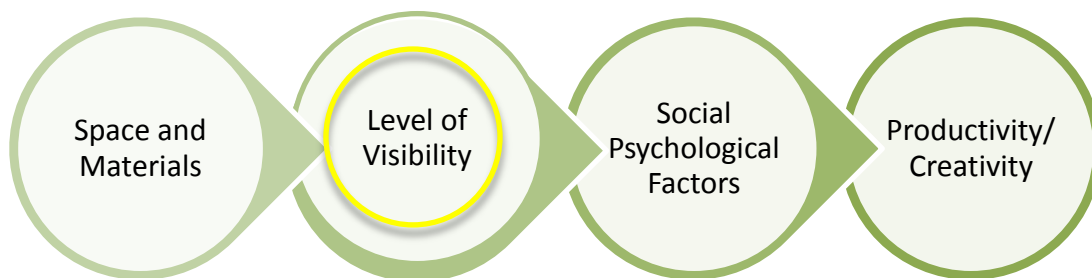 Space and
Materials
Level of
Visibility
Social
Psychological
Factors
Productivity/
Creativity